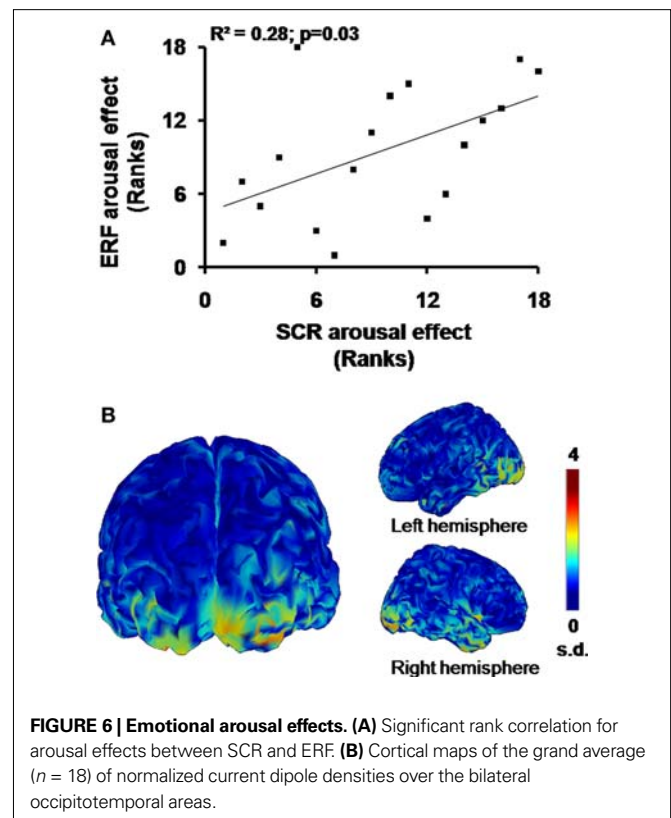 A
R² = 0.28; p=0.03
18
12
6
0
ERF arousal effect
(Ranks)
0 6 12 18
SCR arousal effect
(Ranks)
B
Left hemisphere
Right hemisphere
4
0
s.d.
FIGURE 6 | Emotional arousal effects. (A) Significant rank correlation for
arousal effects between SCR and ERF. (B) Cortical maps of the grand average
(n = 18) of normalized current dipole densities over the bilateral
occipitotemporal areas.